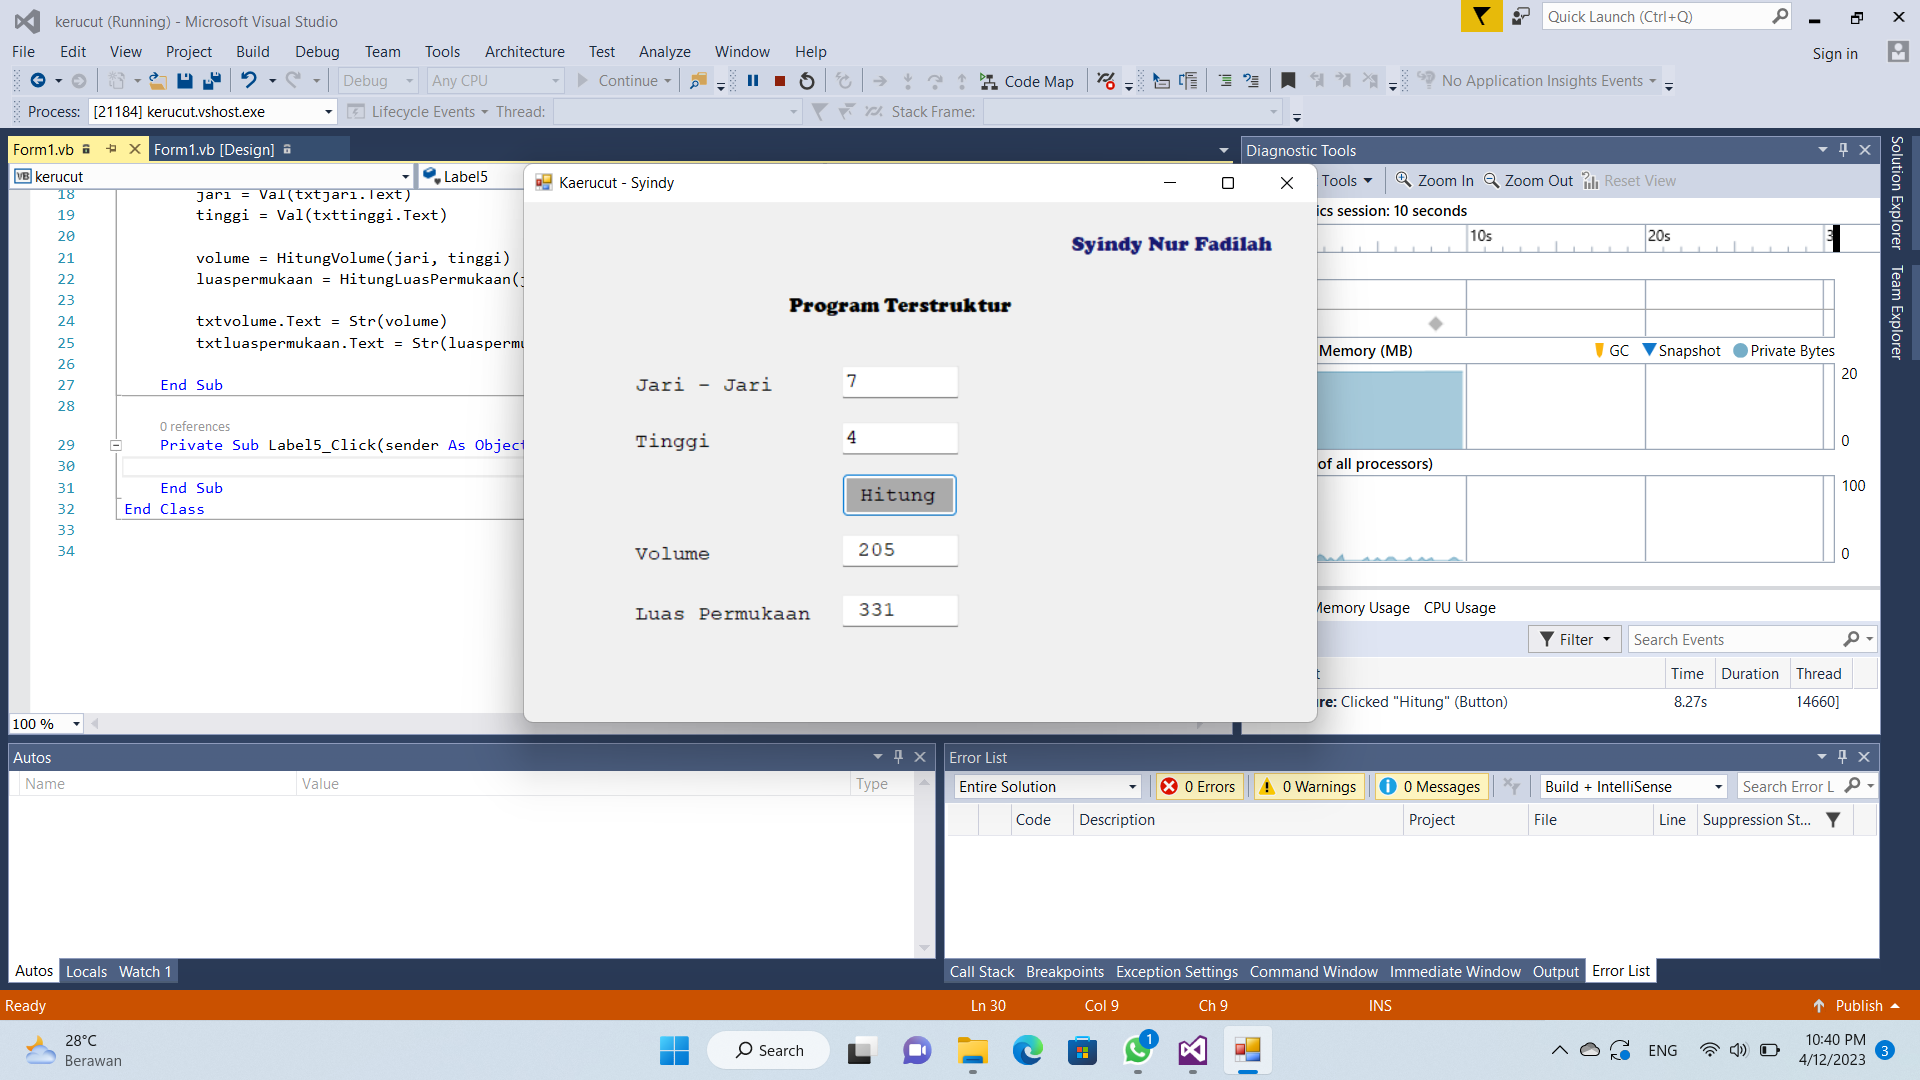 kerucut (Running) - Microsoft Visual Studio
Quick Launch (Ctrl+Q)
File Edit View Project Build Debug Team Tools Architecture Test Analyze Window Help
Sign in
Debug Any CPU Continue Code Map No Application Insights Events
Process: [21184] kerucut.vshost.exe Lifecycle Events Thread: Stack Frame:
Form1.vb Form1.vb [Design]
VB kerucut Label5
18 jari = Val(txtjari.Text)
19 tinggi = Val(txttinggi.Text)
20
21 volume = HitungVolume(jari, tinggi)
22 luaspermukaan = HitungLuasPermukaan(
23
24 txtvolume.Text = Str(volume)
25 txtluaspermukaan.Text = Str(luasperm
26
27 End Sub
28
0 references
29 Private Sub Label5_Click(sender As Object
30
31 End Sub
32 End Class
33
34
100 %
Kaerucut - Syindy
Syindy Nur Fadilah
Program Terstruktur
Jari - Jari 7
Tinggi 4
Hitung
Volume 205
Luas Permukaan 331
Diagnostic Tools
Tools Zoom In Zoom Out Reset View
ics session: 10 seconds
10s 20s 3
Memory (MB) GC Snapshot Private Bytes
20
0
of all processors)
100
0
Memory Usage CPU Usage
Filter Search Events
t Time Duration Thread
ure: Clicked "Hitung" (Button) 8.27s 14660]
Solution Explorer
Team Explorer
Autos
Name Value Type
Autos Locals Watch 1
Error List
Entire Solution 0 Errors 0 Warnings 0 Messages Build + IntelliSense Search Error L
Code Description Project File Line Suppression St...
Call Stack Breakpoints Exception Settings Command Window Immediate Window Output Error List
Ready Ln 30 Col 9 Ch 9 INS Publish
28°C
Berawan
Search
1
ENG
10:40 PM
4/12/2023
3